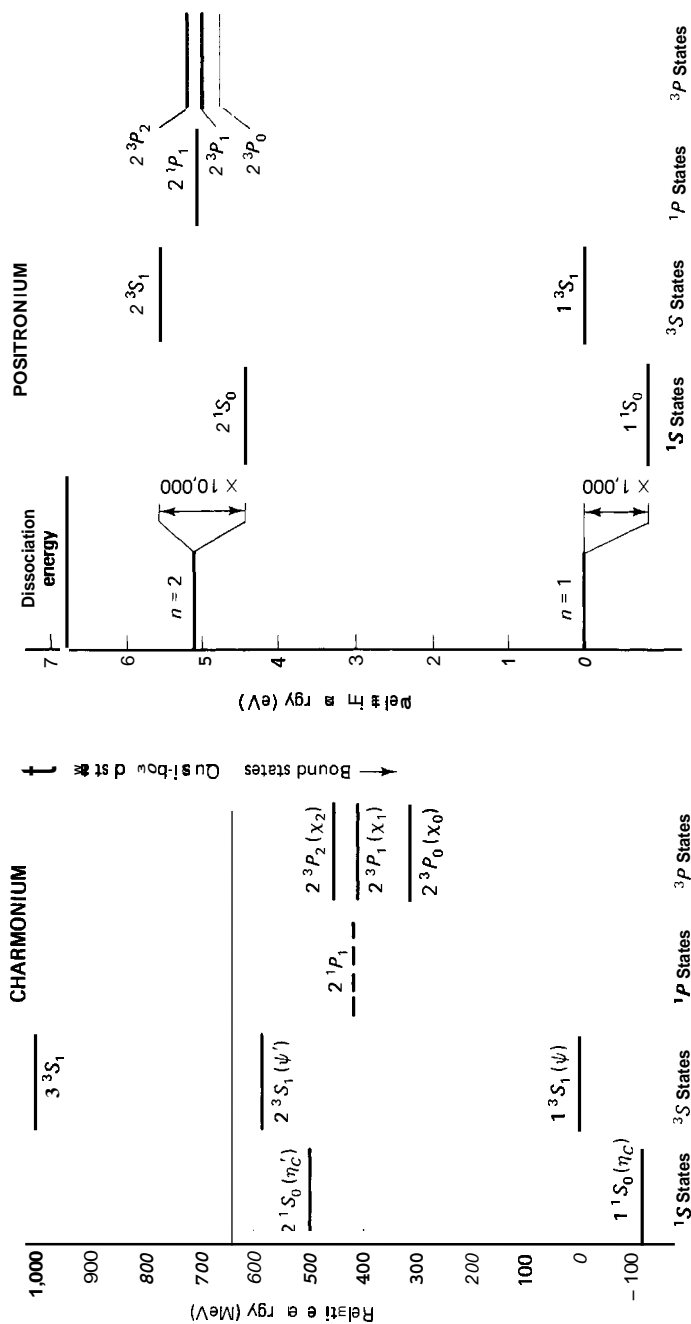 CHARMONIUM
1,000
900
800
700
600
500
400
300
200
100
0
– 100
(MeV)
3 ³S₁
2 ¹S₀ (ηc′)
2 ³S₁ (ψ′)
2 ¹P₁
2 ³P₂ (χ₂)
2 ³P₁ (χ₁)
2 ³P₀ (χ₀)
1 ¹S₀ (ηC)
1 ³S₁ (ψ)
Bound states
¹S States
³S States
¹P States
³P States
POSITRONIUM
Dissociation
energy
7
6
5
4
3
2
1
0
(eV)
n = 2
× 10,000
n = 1
× 1,000
2 ¹S₀
2 ³S₁
2 ³P₂
2 ¹P₁
2 ³P₁
2 ³P₀
1 ¹S₀
1 ³S₁
¹S States
³S States
¹P States
³P States